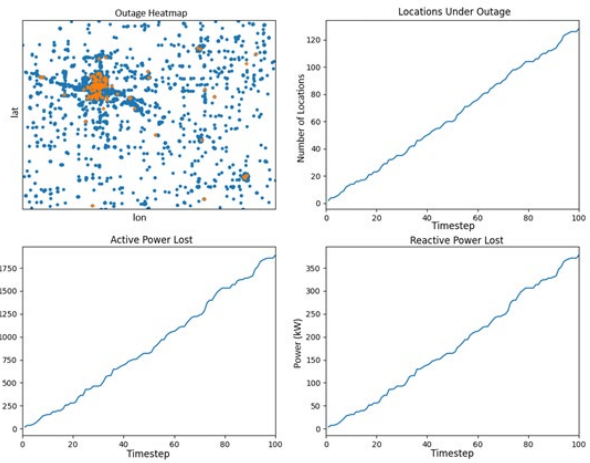 Outage Heatmap
lat
lon
Locations Under Outage
Number of Locations
120
100
80
60
40
20
0
0 20 40 60 80 100
Timestep
Active Power Lost
1750
1500
1250
1000
750
500
250
0
0 20 40 60 80 100
Timestep
Reactive Power Lost
Power (kW)
350
300
250
200
150
100
50
0
0 20 40 60 80 100
Timestep